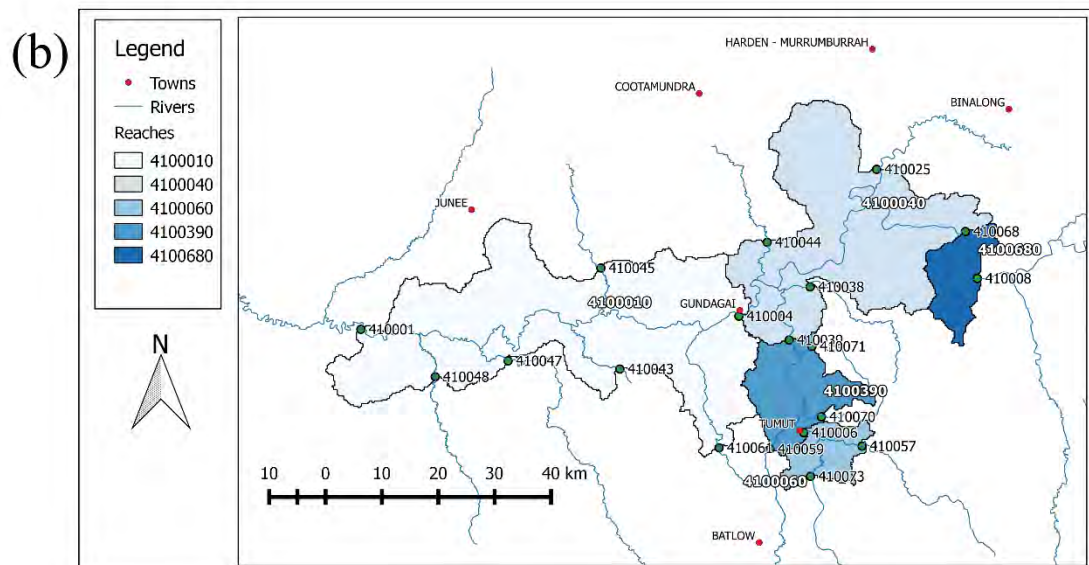 (b)
Legend
Towns
Rivers
Reaches
4100010
4100040
4100060
4100390
4100680
N
10 0 10 20 30 40 km
HARDEN - MURRUMBURRAH
COOTAMUNDRA
BINALONG
410025
JUNEE
4100040
410068
410044
4100680
410045
410008
410038
4100010
GUNDAGAI
410004
410001
410039
410071
410047
410043
410048
4100390
410070
TUMUT
410006
410061
410059
410057
4100060
410073
BATLOW